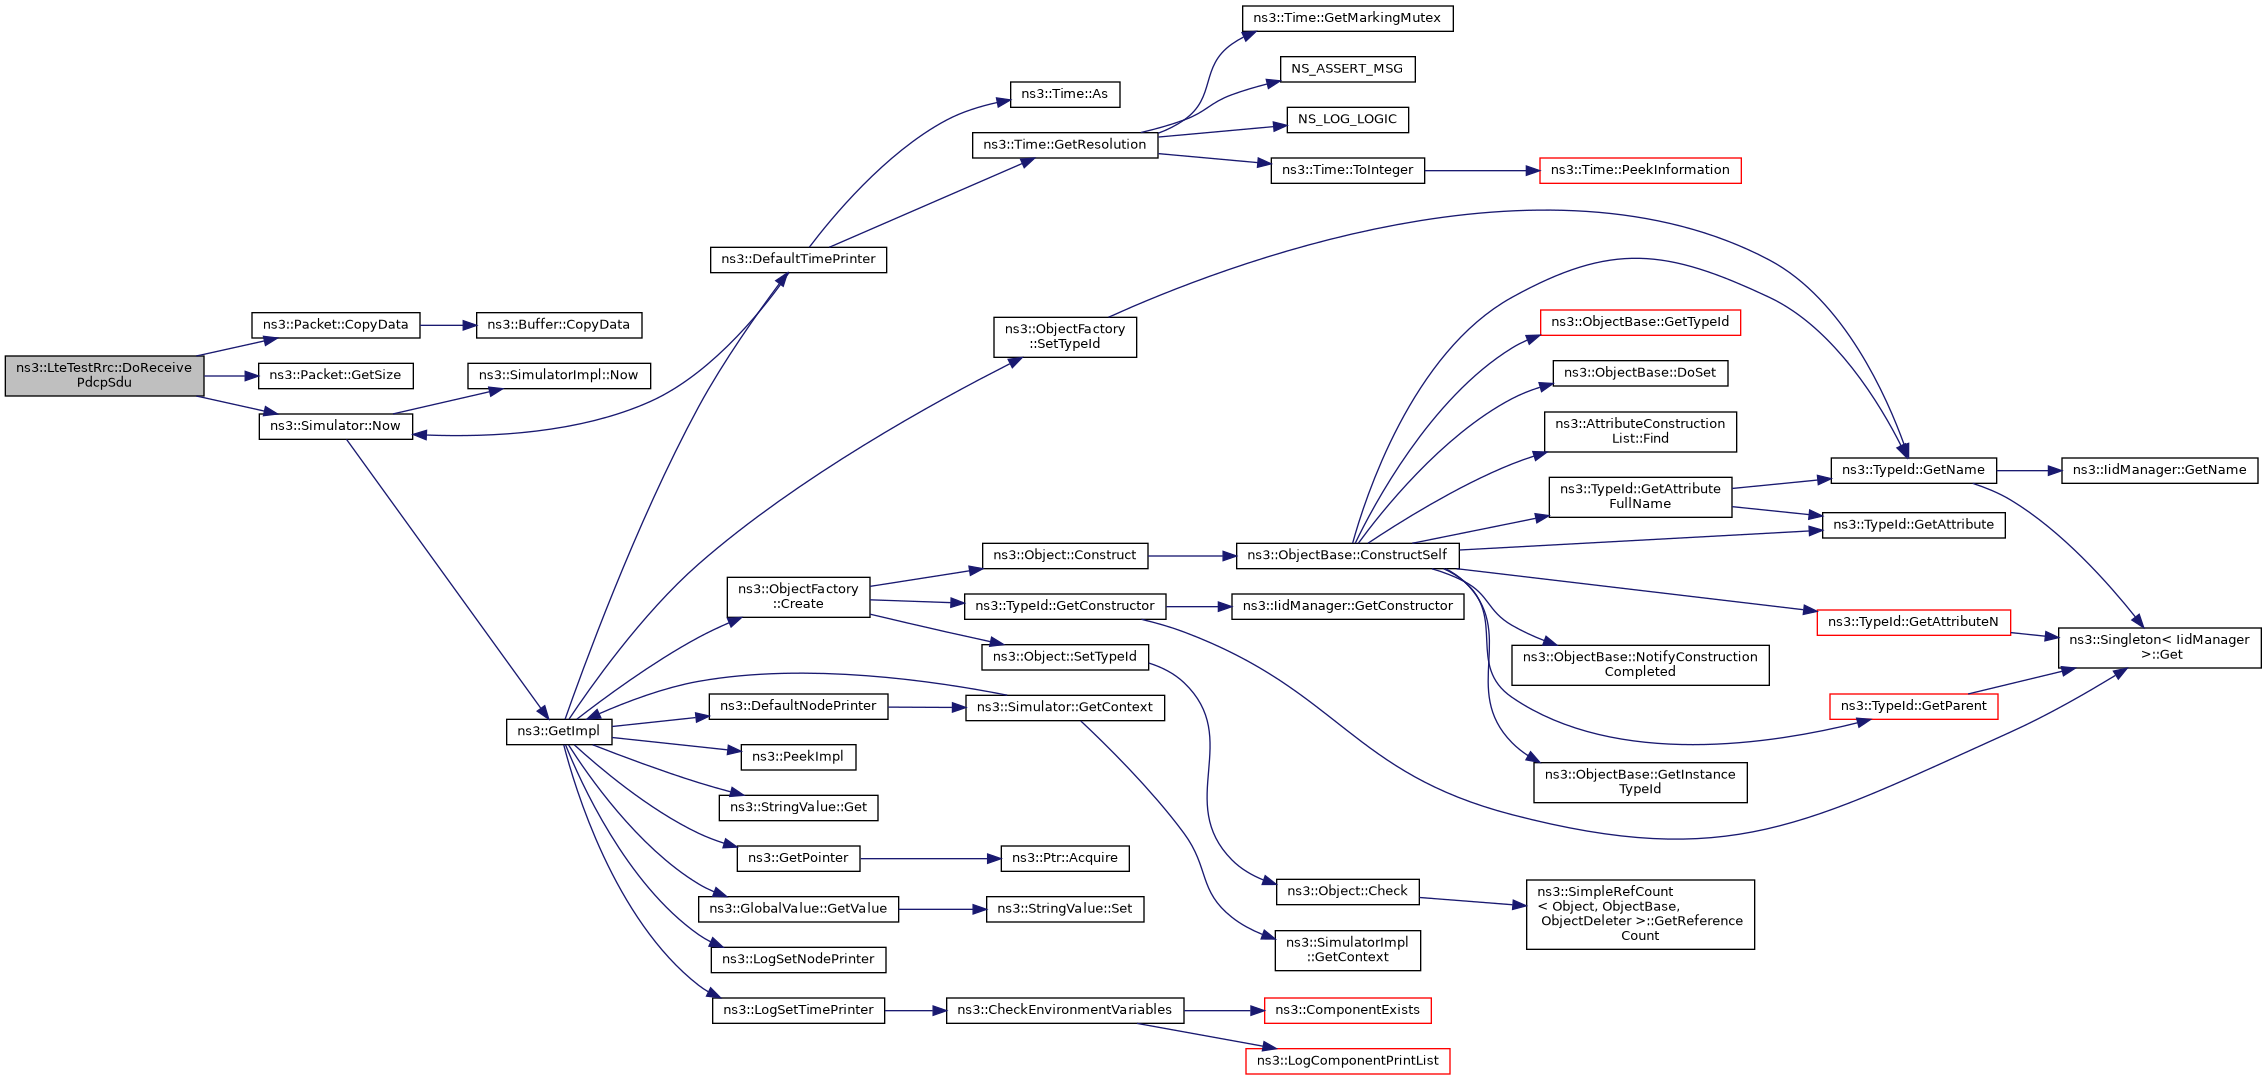 ns3::Time::GetMarkingMutex
NS_ASSERT_MSG
ns3::Time::As
NS_LOG_LOGIC
ns3::Time::GetResolution
ns3::Time::ToInteger
ns3::Time::PeekInformation
ns3::DefaultTimePrinter
ns3::Packet::CopyData
ns3::Buffer::CopyData
ns3::ObjectFactory
::SetTypeId
ns3::ObjectBase::GetTypeId
ns3::LteTestRrc::DoReceive
PdcpSdu
ns3::Packet::GetSize
ns3::SimulatorImpl::Now
ns3::ObjectBase::DoSet
ns3::Simulator::Now
ns3::AttributeConstruction
List::Find
ns3::TypeId::GetName
ns3::IidManager::GetName
ns3::TypeId::GetAttribute
FullName
ns3::TypeId::GetAttribute
ns3::Object::Construct
ns3::ObjectBase::ConstructSelf
ns3::ObjectFactory
::Create
ns3::TypeId::GetConstructor
ns3::IidManager::GetConstructor
ns3::TypeId::GetAttributeN
ns3::Singleton< IidManager
>::Get
ns3::Object::SetTypeId
ns3::ObjectBase::NotifyConstruction
Completed
ns3::DefaultNodePrinter
ns3::Simulator::GetContext
ns3::TypeId::GetParent
ns3::GetImpl
ns3::PeekImpl
ns3::ObjectBase::GetInstance
TypeId
ns3::StringValue::Get
ns3::GetPointer
ns3::Ptr::Acquire
ns3::Object::Check
ns3::SimpleRefCount
< Object, ObjectBase,
ObjectDeleter >::GetReference
Count
ns3::GlobalValue::GetValue
ns3::StringValue::Set
ns3::SimulatorImpl
::GetContext
ns3::LogSetNodePrinter
ns3::LogSetTimePrinter
ns3::CheckEnvironmentVariables
ns3::ComponentExists
ns3::LogComponentPrintList